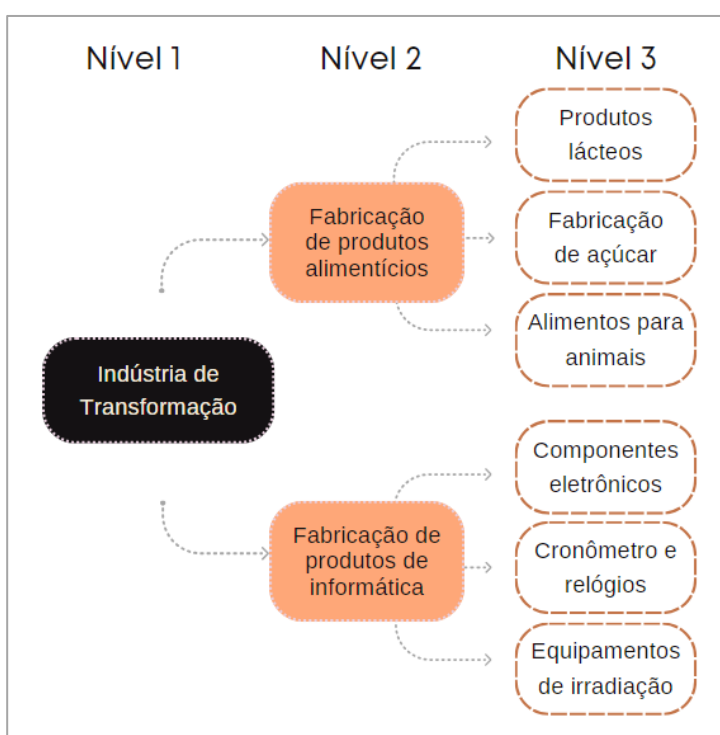 Nível 1
Nível 2
Nível 3
Indústria de
Transformação
Fabricação
de produtos
alimentícios
Produtos
lácteos
Fabricação
de açúcar
Alimentos para
animais
Fabricação de
produtos de
informática
Componentes
eletrônicos
Cronômetro e
relógios
Equipamentos
de irradiação